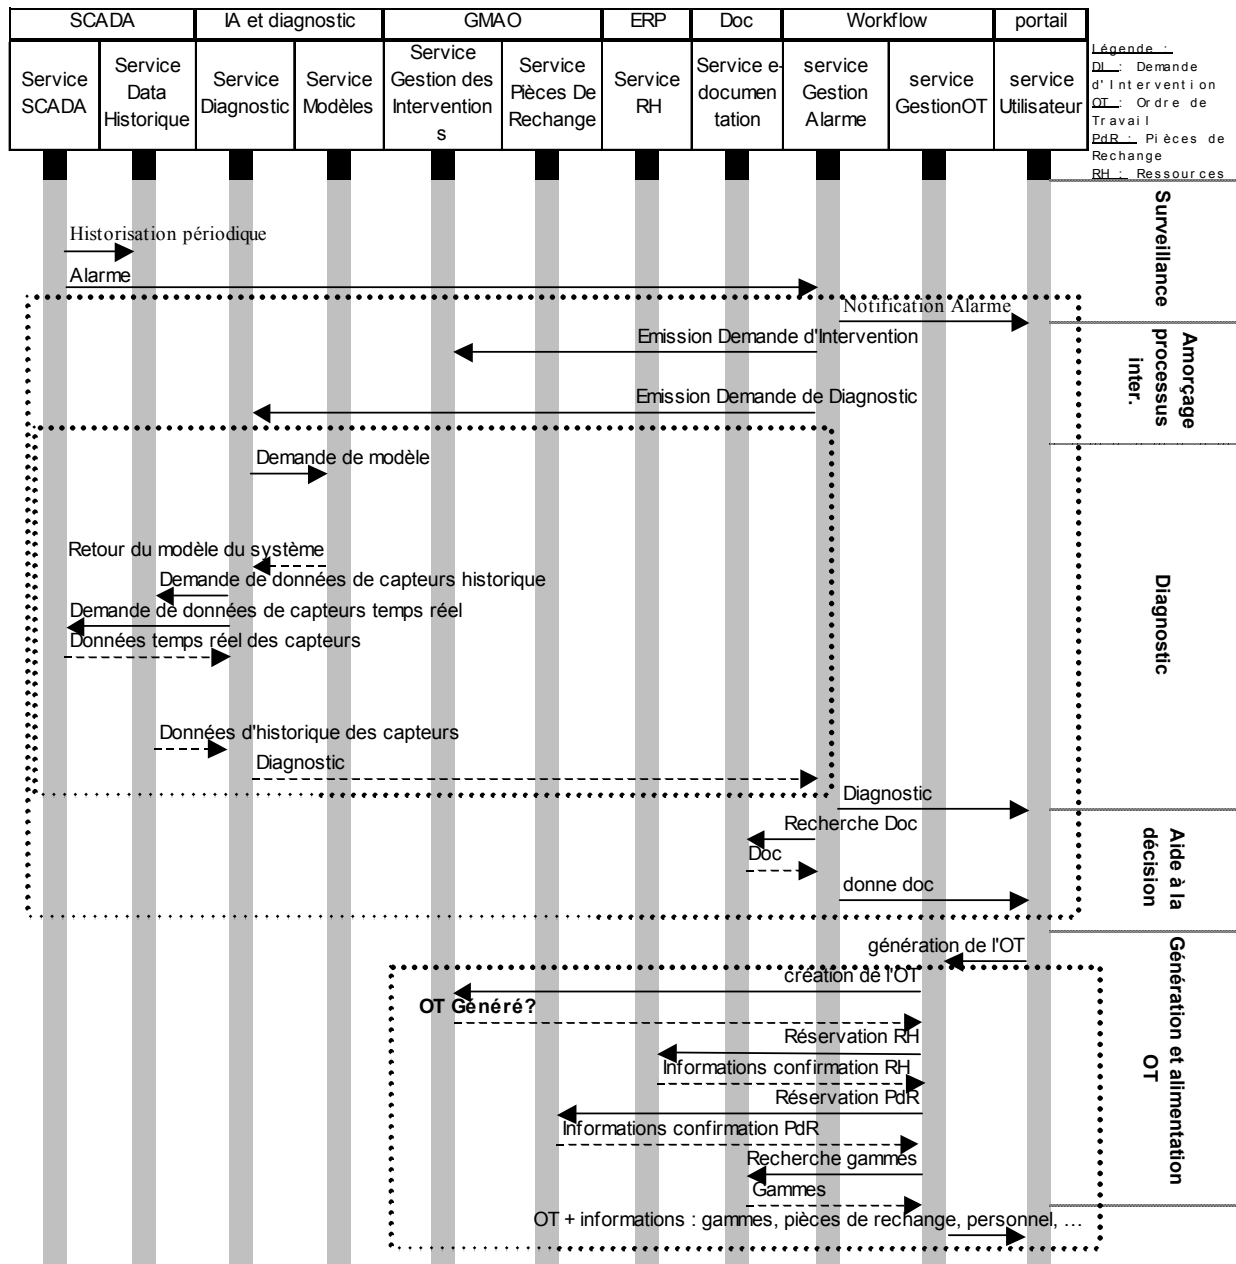 SCADA
IA et diagnostic
GMAO
ERP
Doc
Workflow
portail
Service
SCADA
Service
Data
Historique
Service
Diagnostic
Service
Modèles
Service
Gestion des
Intervention
s
Service
Pièces De
Rechange
Service
RH
Service e-
documen
tation
service
Gestion
Alarme
service
GestionOT
service
Utilisateur
Légende :
DI : Demande
d'Intervention
OT : Ordre de
Travail
PdR : Pièces de
Rechange
RH : Ressources
Surveillance
Historisation périodique
Alarme
Notification Alarme
Amorçage
processus
inter.
Emission Demande d'Intervention
Emission Demande de Diagnostic
Diagnostic
Demande de modèle
Retour du modèle du système
Demande de données de capteurs historique
Demande de données de capteurs temps réel
Données temps réel des capteurs
Données d'historique des capteurs
Diagnostic
Diagnostic
Aide à la
décision
Recherche Doc
Doc
donne doc
Génération et alimentation
OT
génération de l'OT
création de l'OT
OT Généré?
Réservation RH
Informations confirmation RH
Réservation PdR
Informations confirmation PdR
Recherche gammes
Gammes
OT + informations : gammes, pièces de rechange, personnel, …